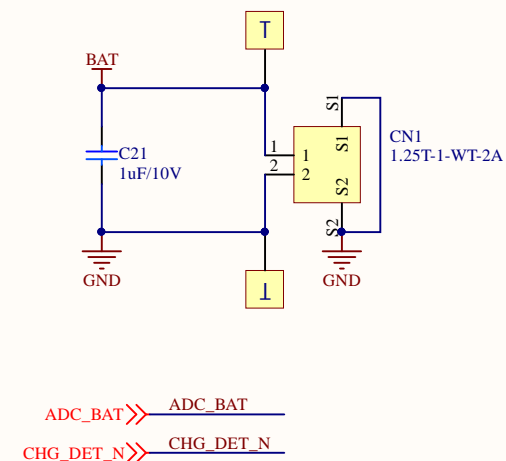 T
BAT
S1
1
1
S1
CN1
1.25T-1-WT-2A
C21
1uF/10V
2
2
S2
S2
GND
GND
T
ADC_BAT
ADC_BAT
CHG_DET_N
CHG_DET_N